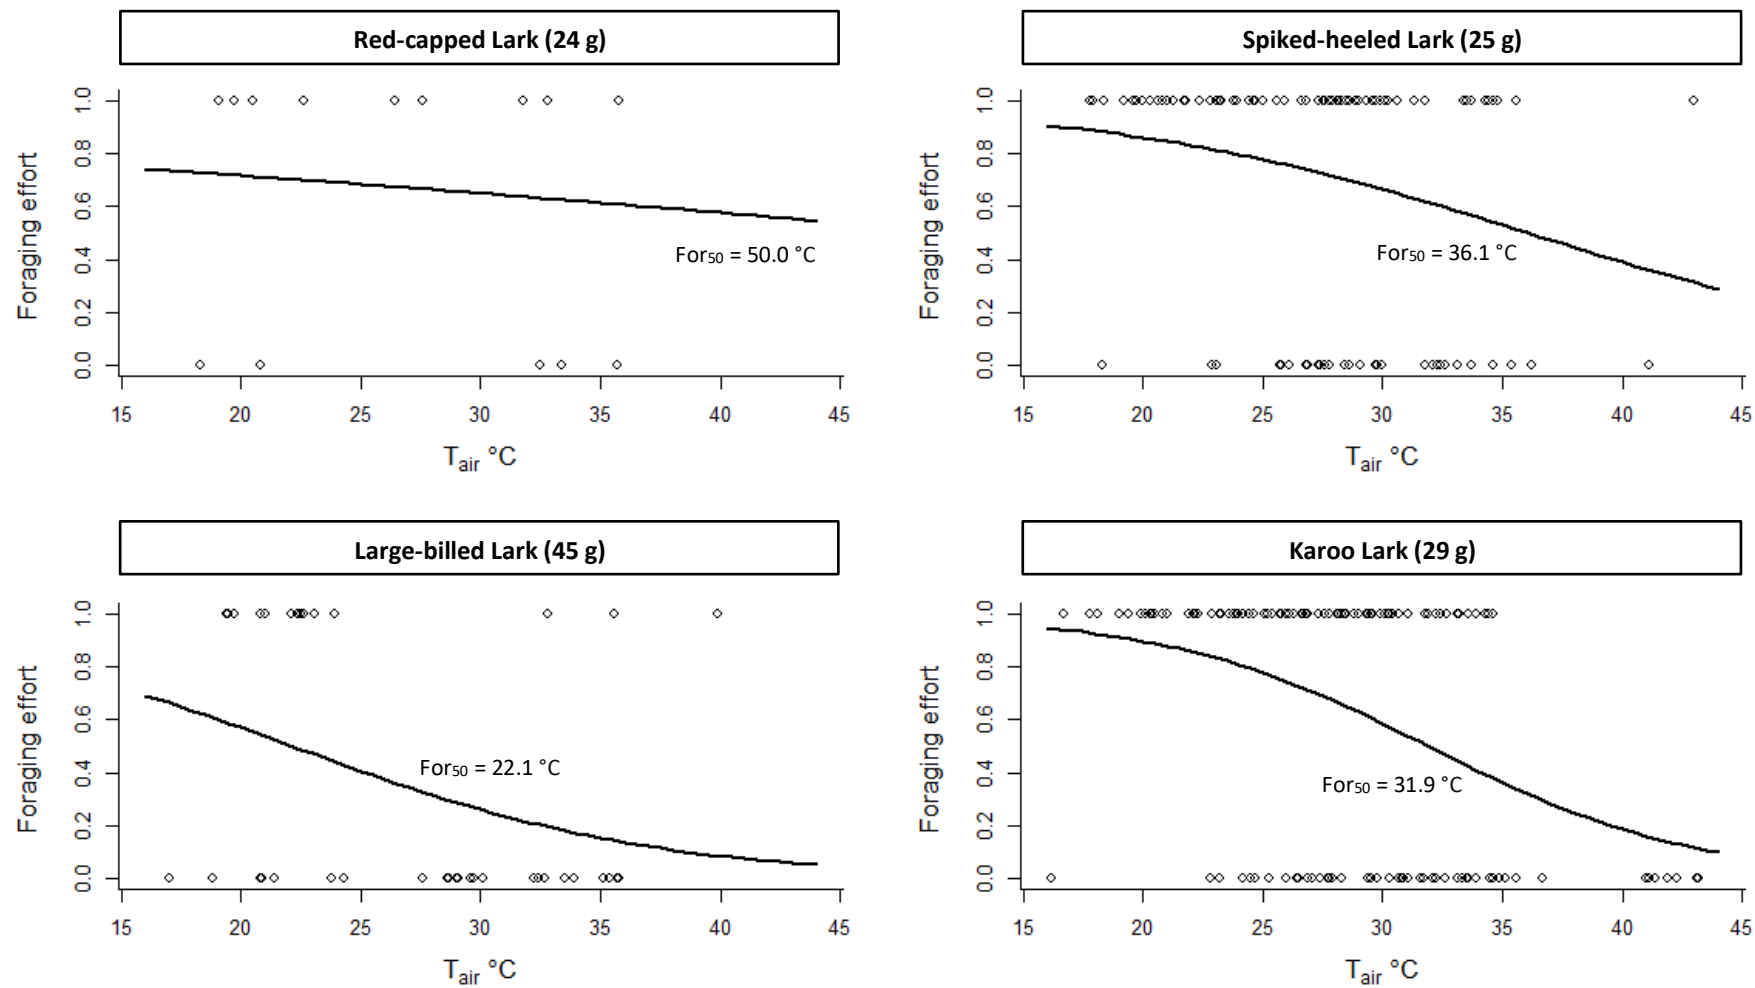 Red-capped Lark (24 g)
Foraging effort
1.0
0.8
0.6
0.4
0.2
0.0
For₅₀ = 50.0 °C
15 20 25 30 35 40 45
T_air °C
Spiked-heeled Lark (25 g)
Foraging effort
1.0
0.8
0.6
0.4
0.2
0.0
For₅₀ = 36.1 °C
15 20 25 30 35 40 45
T_air °C
Large-billed Lark (45 g)
Foraging effort
1.0
0.8
0.6
0.4
0.2
0.0
For₅₀ = 22.1 °C
15 20 25 30 35 40 45
T_air °C
Karoo Lark (29 g)
Foraging effort
1.0
0.8
0.6
0.4
0.2
0.0
For₅₀ = 31.9 °C
15 20 25 30 35 40 45
T_air °C